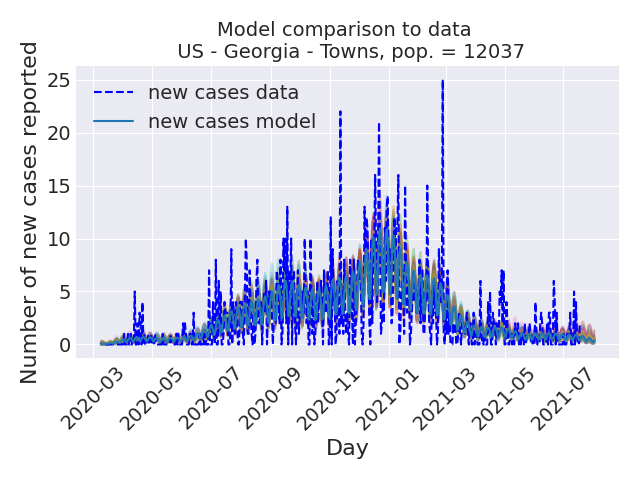 Model comparison to data
US - Georgia - Towns, pop. = 12037
new cases data
new cases model
Number of new cases reported
25
20
15
10
5
0
2020-03
2020-05
2020-07
2020-09
2020-11
2021-01
2021-03
2021-05
2021-07
Day